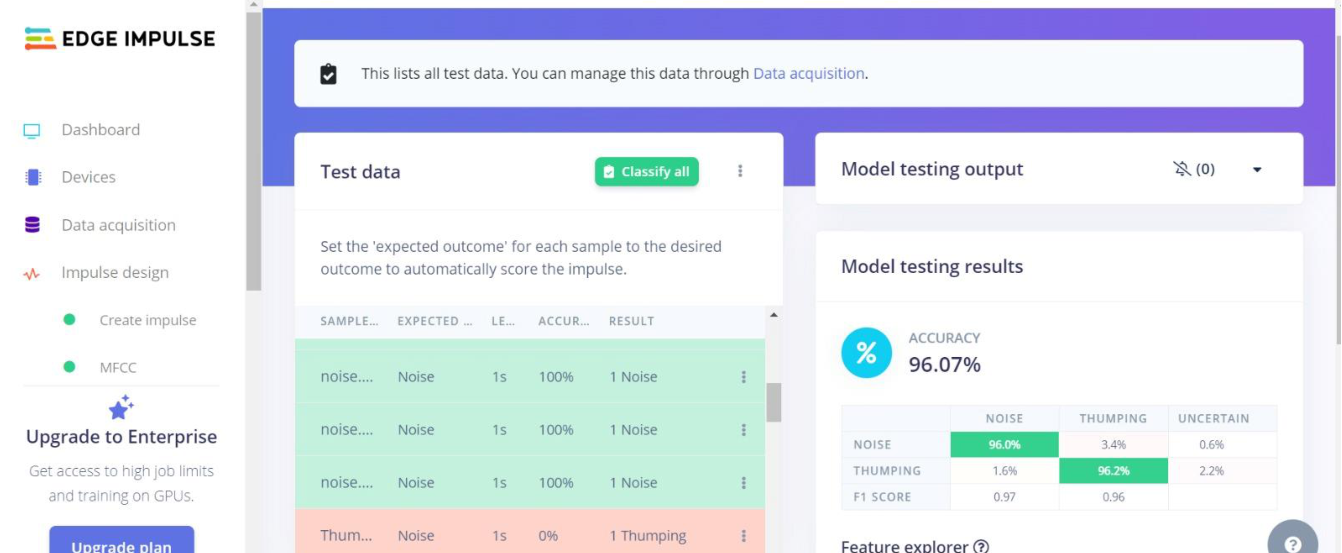 EDGE IMPULSE
Dashboard
Devices
Data acquisition
Impulse design
Create impulse
MFCC
Upgrade to Enterprise
Get access to high job limits
and training on GPUs.
Upgrade plan
This lists all test data. You can manage this data through Data acquisition.
Test data
Classify all
Set the 'expected outcome' for each sample to the desired
outcome to automatically score the impulse.
SAMPLE... EXPECTED ... LE... ACCUR... RESULT
noise.... Noise 1s 100% 1 Noise
noise.... Noise 1s 100% 1 Noise
noise.... Noise 1s 100% 1 Noise
Thum... Noise 1s 0% 1 Thumping
Model testing output (0)
Model testing results
%
ACCURACY
96.07%
NOISE THUMPING UNCERTAIN
NOISE 96.0% 3.4% 0.6%
THUMPING 1.6% 96.2% 2.2%
F1 SCORE 0.97 0.96
Feature explorer ?
?